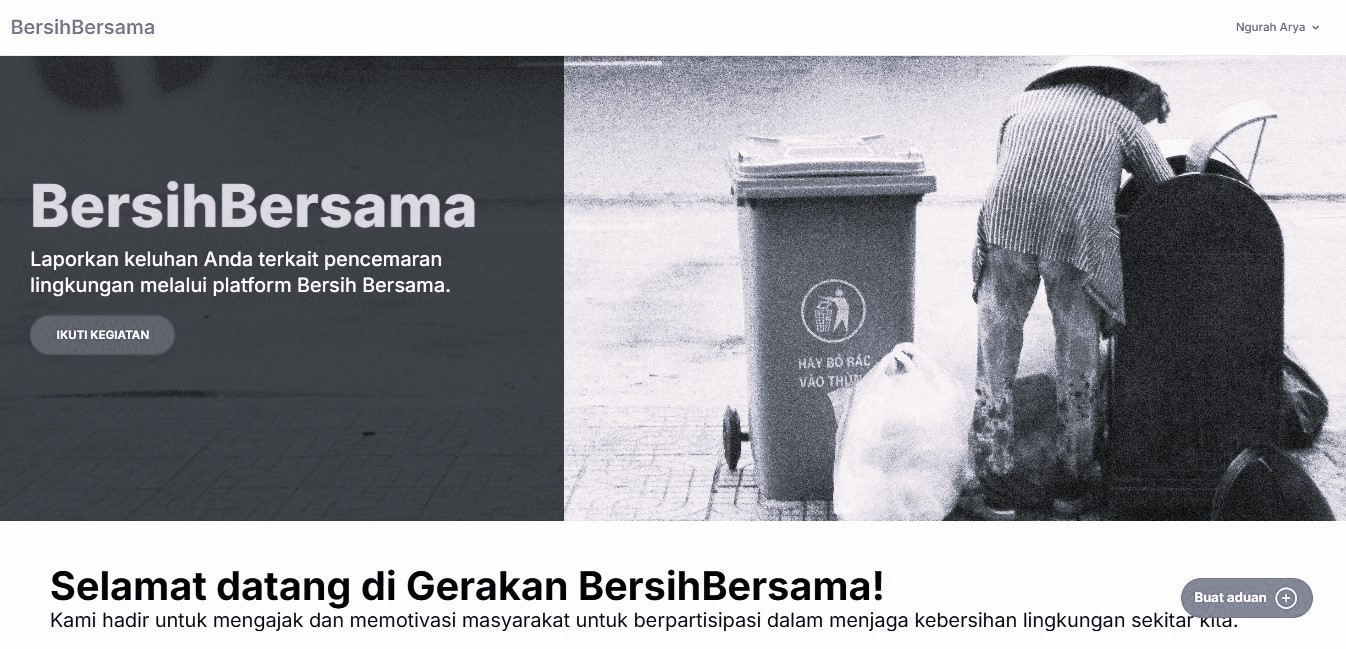 BersihBersama
Ngurah Arya
BersihBersama
Laporkan keluhan Anda terkait pencemaran
lingkungan melalui platform Bersih Bersama.
IKUTI KEGIATAN
HÃY BỎ RÁC
VÀO THÙNG
Selamat datang di Gerakan BersihBersama!
Buat aduan
Kami hadir untuk mengajak dan memotivasi masyarakat untuk berpartisipasi dalam menjaga kebersihan lingkungan sekitar kita.